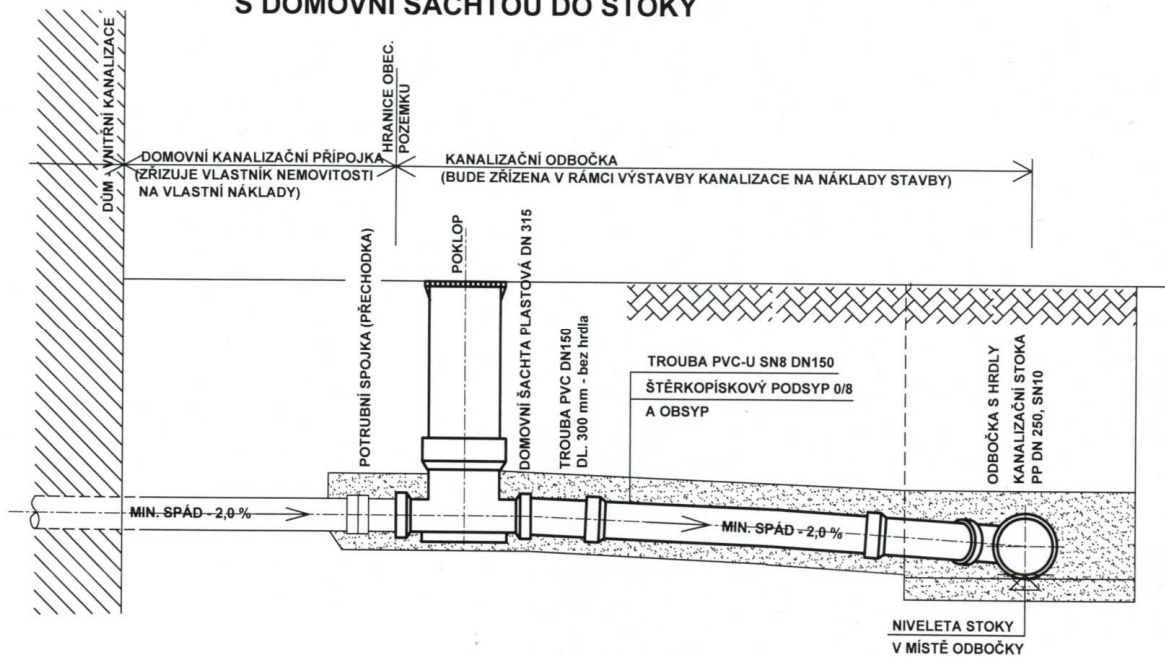 S DOMOVNÍ ŠACHTOU DO STOKY
DŮM - VNITŘNÍ KANALIZACE
HRANICE OBEC.
POZEMKU
DOMOVNÍ KANALIZAČNÍ PŘÍPOJKA
(ZŘIZUJE VLASTNÍK NEMOVITOSTI
NA VLASTNÍ NÁKLADY)
KANALIZAČNÍ ODBOČKA
(BUDE ZŘÍZENA V RÁMCI VÝSTAVBY KANALIZACE NA NÁKLADY STAVBY)
POTRUBNÍ SPOJKA (PŘECHODKA)
POKLOP
DOMOVNÍ ŠACHTA PLASTOVÁ DN 315
TROUBA PVC DN150
DL. 300 mm - bez hrdla
TROUBA PVC-U SN8 DN150
ŠTĚRKOPÍSKOVÝ PODSYP 0/8
A OBSYP
ODBOČKA S HRDLY
KANALIZAČNÍ STOKA
PP DN 250, SN10
MIN. SPÁD - 2,0 %
MIN. SPÁD - 2,0 %
NIVELETA STOKY
V MÍSTĚ ODBOČKY